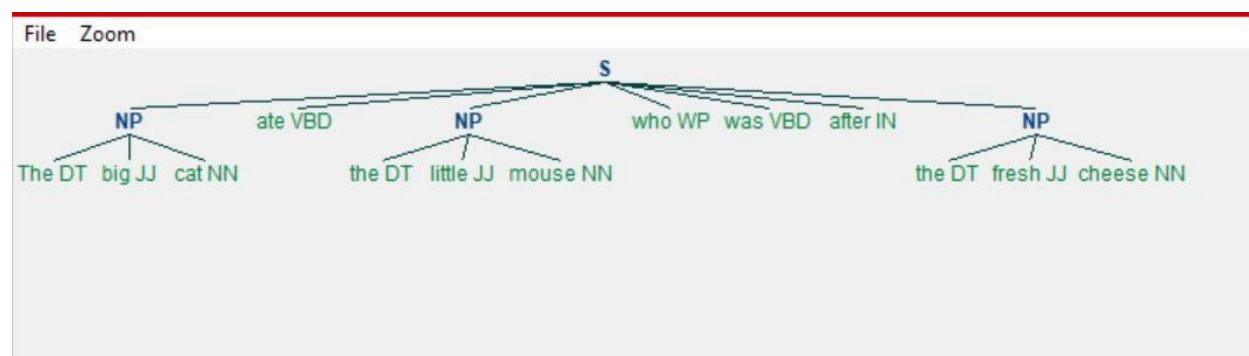 File Zoom
S
NP ate VBD NP who WP was VBD after IN NP
The DT big JJ cat NN the DT little JJ mouse NN the DT fresh JJ cheese NN